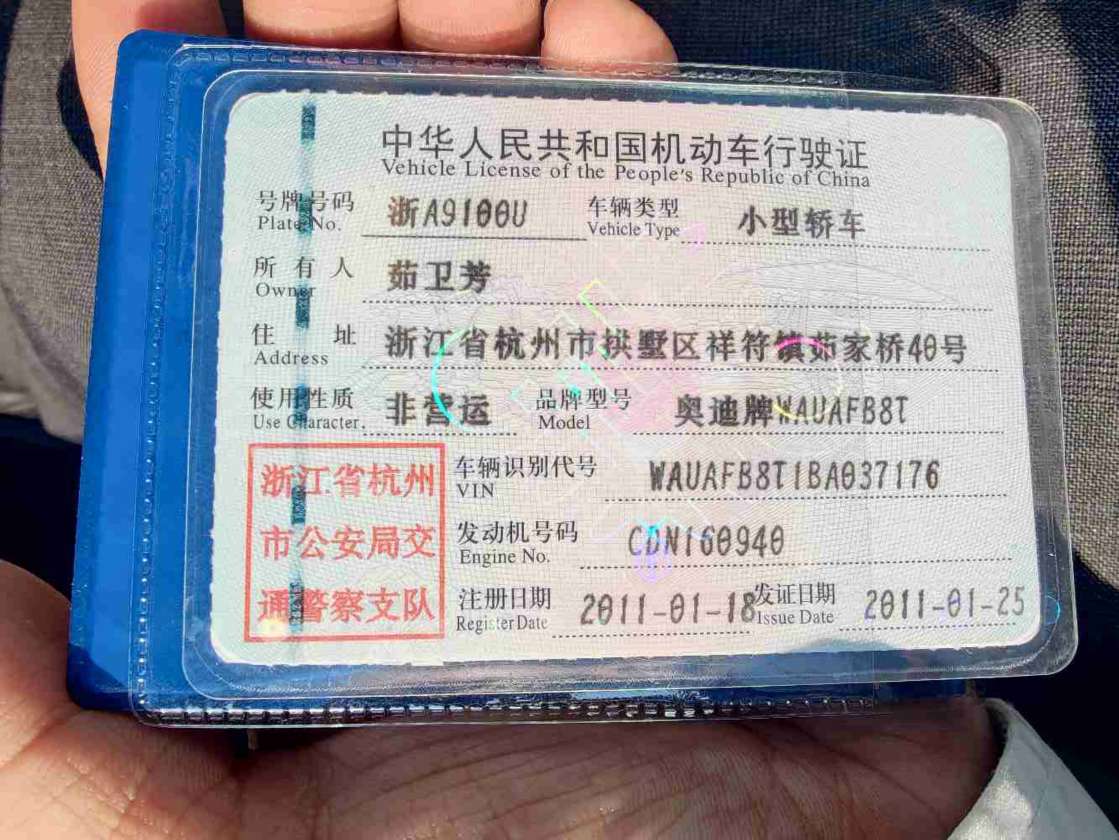 中华人民共和国机动车行驶证
Vehicle License of the People's Republic of China
号牌号码 浙A9100U 车辆类型 小型轿车
Plate No. Vehicle Type
所有人 茹卫芳
Owner
住址 浙江省杭州市拱墅区祥符镇茹家桥40号
Address
使用性质 非营运 品牌型号 奥迪牌WAUAFB8T
Use Character. Model
浙江省杭州
市公安局交
通警察支队
车辆识别代号 WAUAFB8T1BA037176
VIN
发动机号码 CDN160940
Engine No.
注册日期 2011-01-18 发证日期 2011-01-25
Register Date Issue Date